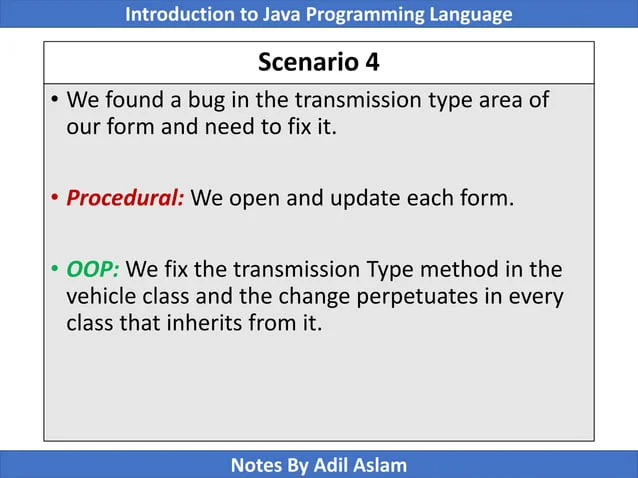 Introduction to Java Programming Language
Scenario 4
• We found a bug in the transmission type area of
our form and need to fix it.
• Procedural: We open and update each form.
• OOP: We fix the transmission Type method in the
vehicle class and the change perpetuates in every
class that inherits from it.
Notes By Adil Aslam